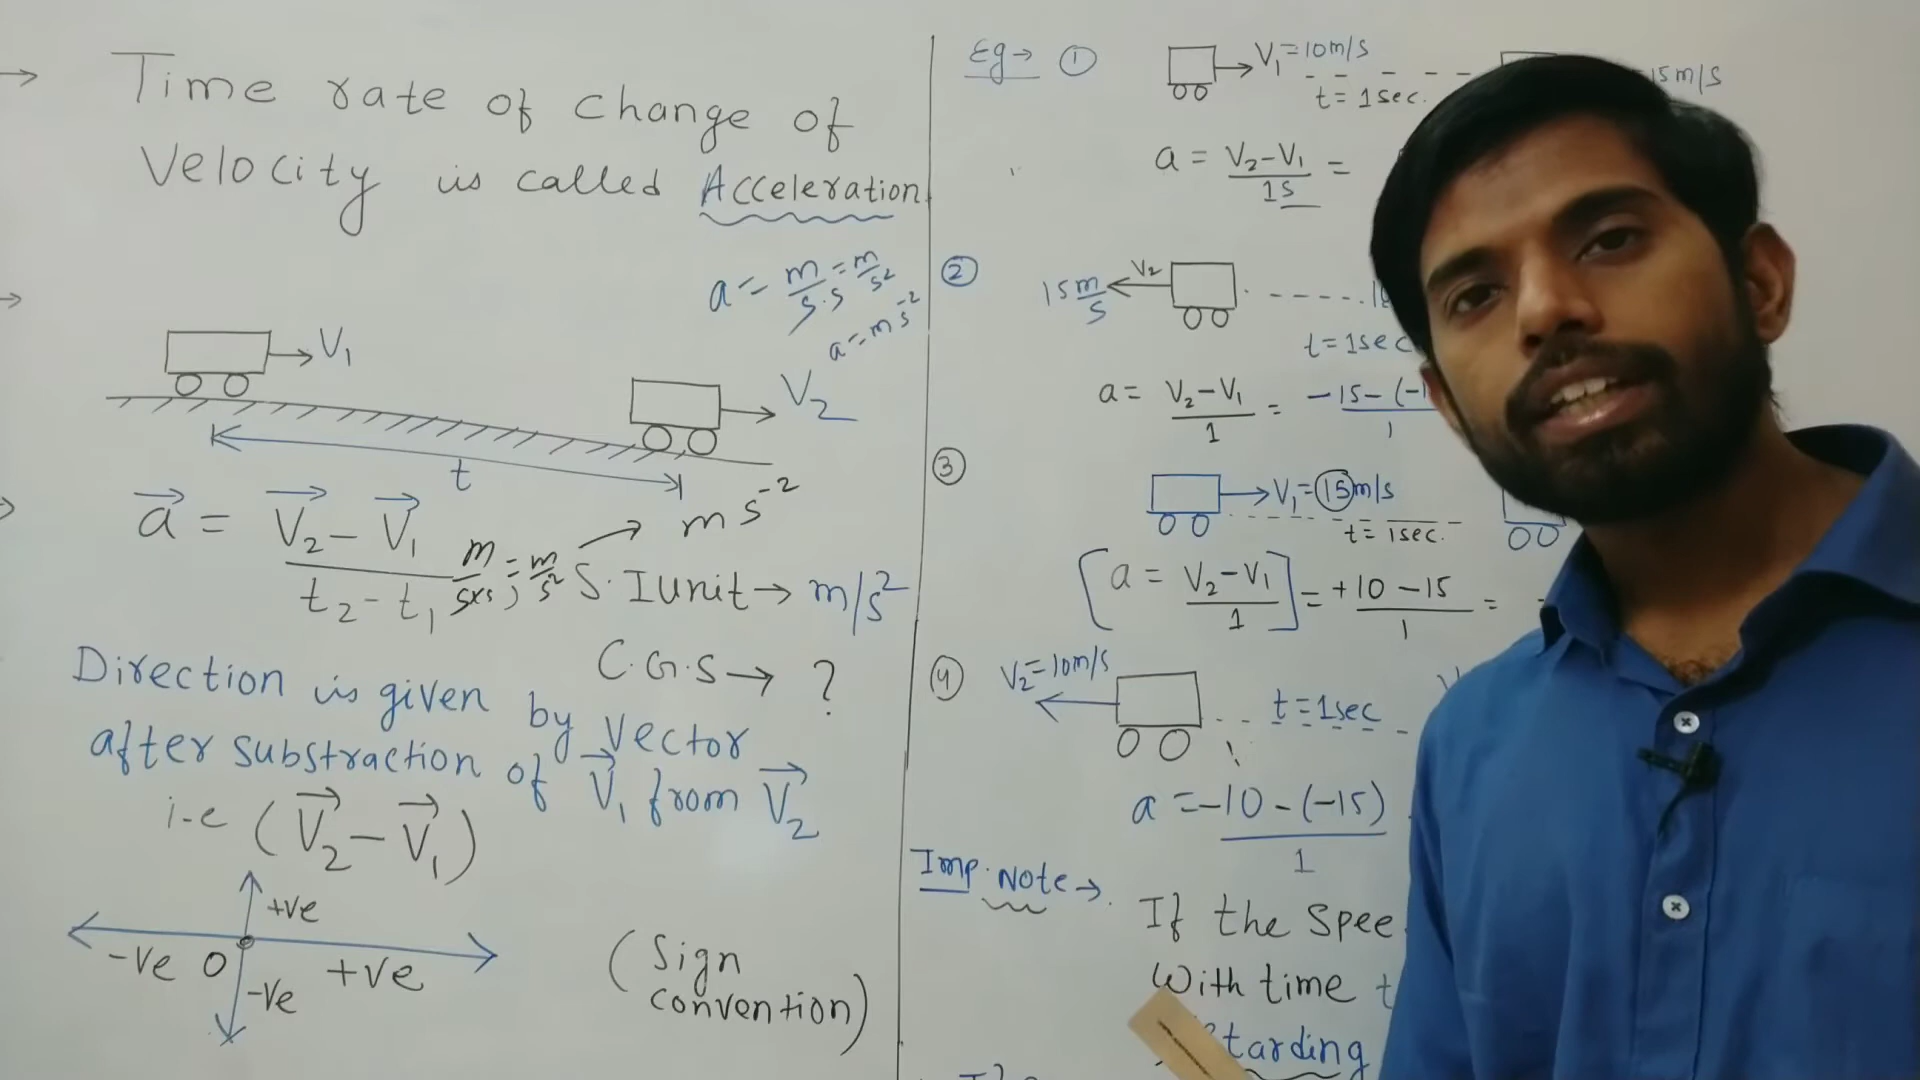 Time rate of change of
Velocity is called Acceleration
a = m/s.s = m/s²
a = m s⁻²
V₁
V₂
t
a⃗ = (V⃗₂ - V⃗₁)/(t₂ - t₁)
m/s×s = m/s² → m s⁻²
S.I unit → m/s²
C.G.S → ?
Direction is given by vector
after substraction of V⃗₁ from V⃗₂
i-e (V⃗₂ - V⃗₁)
+ve
-ve O +ve
-ve
(Sign
convention)
Eg → ① V₁ = 10m/s 15m/s
t = 1sec.
a = (V₂-V₁)/1s =
② 15 m/s V₂
t = 1sec
a = (V₂-V₁)/1 = -15-(-1
③ V₁ = 15 m/s
t = 1sec.
[a = (V₂-V₁)/1] = (+10-15)/1 =
④ V₂ = 10m/s t = 1sec
a = (-10-(-15))/1
Imp. Note →
If the Spee
With time t
tarding